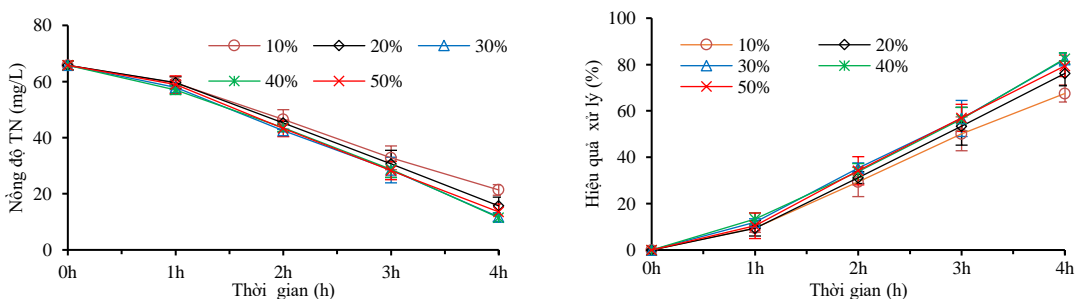 80
60
40
20
0
Nồng độ TN (mg/L)
10% 20% 30%
40% 50%
0h 1h 2h 3h 4h
Thời gian (h)
100
80
60
40
20
0
Hiệu quả xử lý (%)
10% 20%
30% 40%
50%
0h 1h 2h 3h 4h
Thời gian (h)